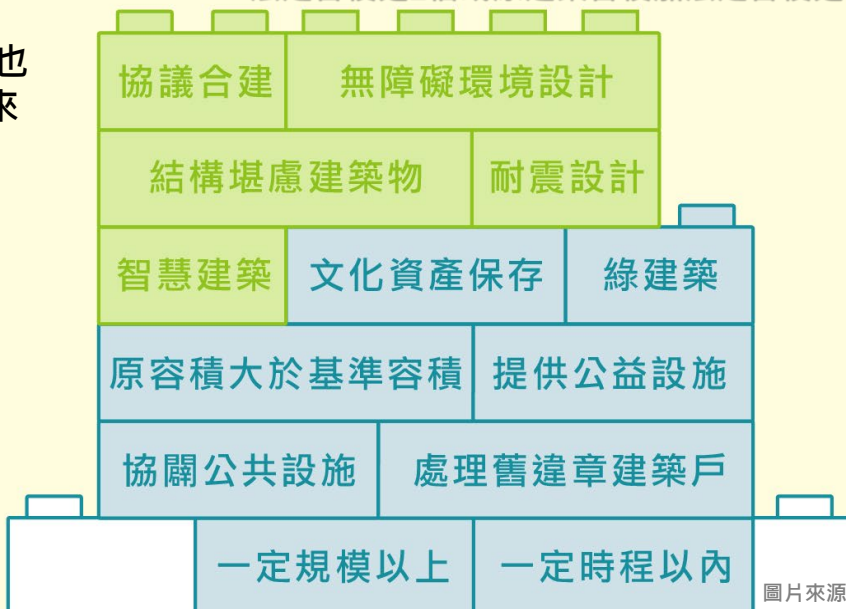 也
來
協議合建
無障礙環境設計
結構堪慮建築物
耐震設計
智慧建築
文化資產保存
綠建築
原容積大於基準容積
提供公益設施
協闢公共設施
處理舊違章建築戶
一定規模以上
一定時程以內
圖片來源